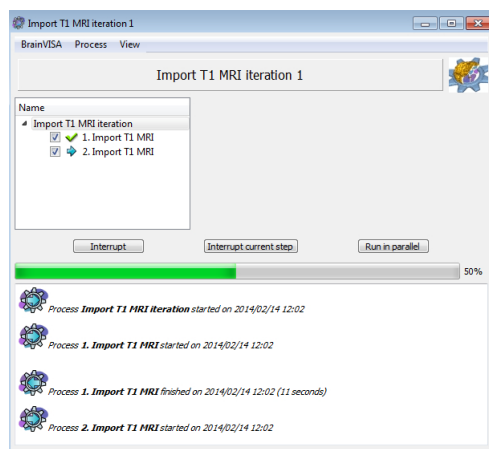 Import T1 MRI iteration 1
BrainVISA Process View
Import T1 MRI iteration 1
Name
Import T1 MRI iteration
1. Import T1 MRI
2. Import T1 MRI
Interrupt Interrupt current step Run in parallel
50%
Process Import T1 MRI iteration started on 2014/02/14 12:02
Process 1. Import T1 MRI started on 2014/02/14 12:02
Process 1. Import T1 MRI finished on 2014/02/14 12:02 (11 seconds)
Process 2. Import T1 MRI started on 2014/02/14 12:02